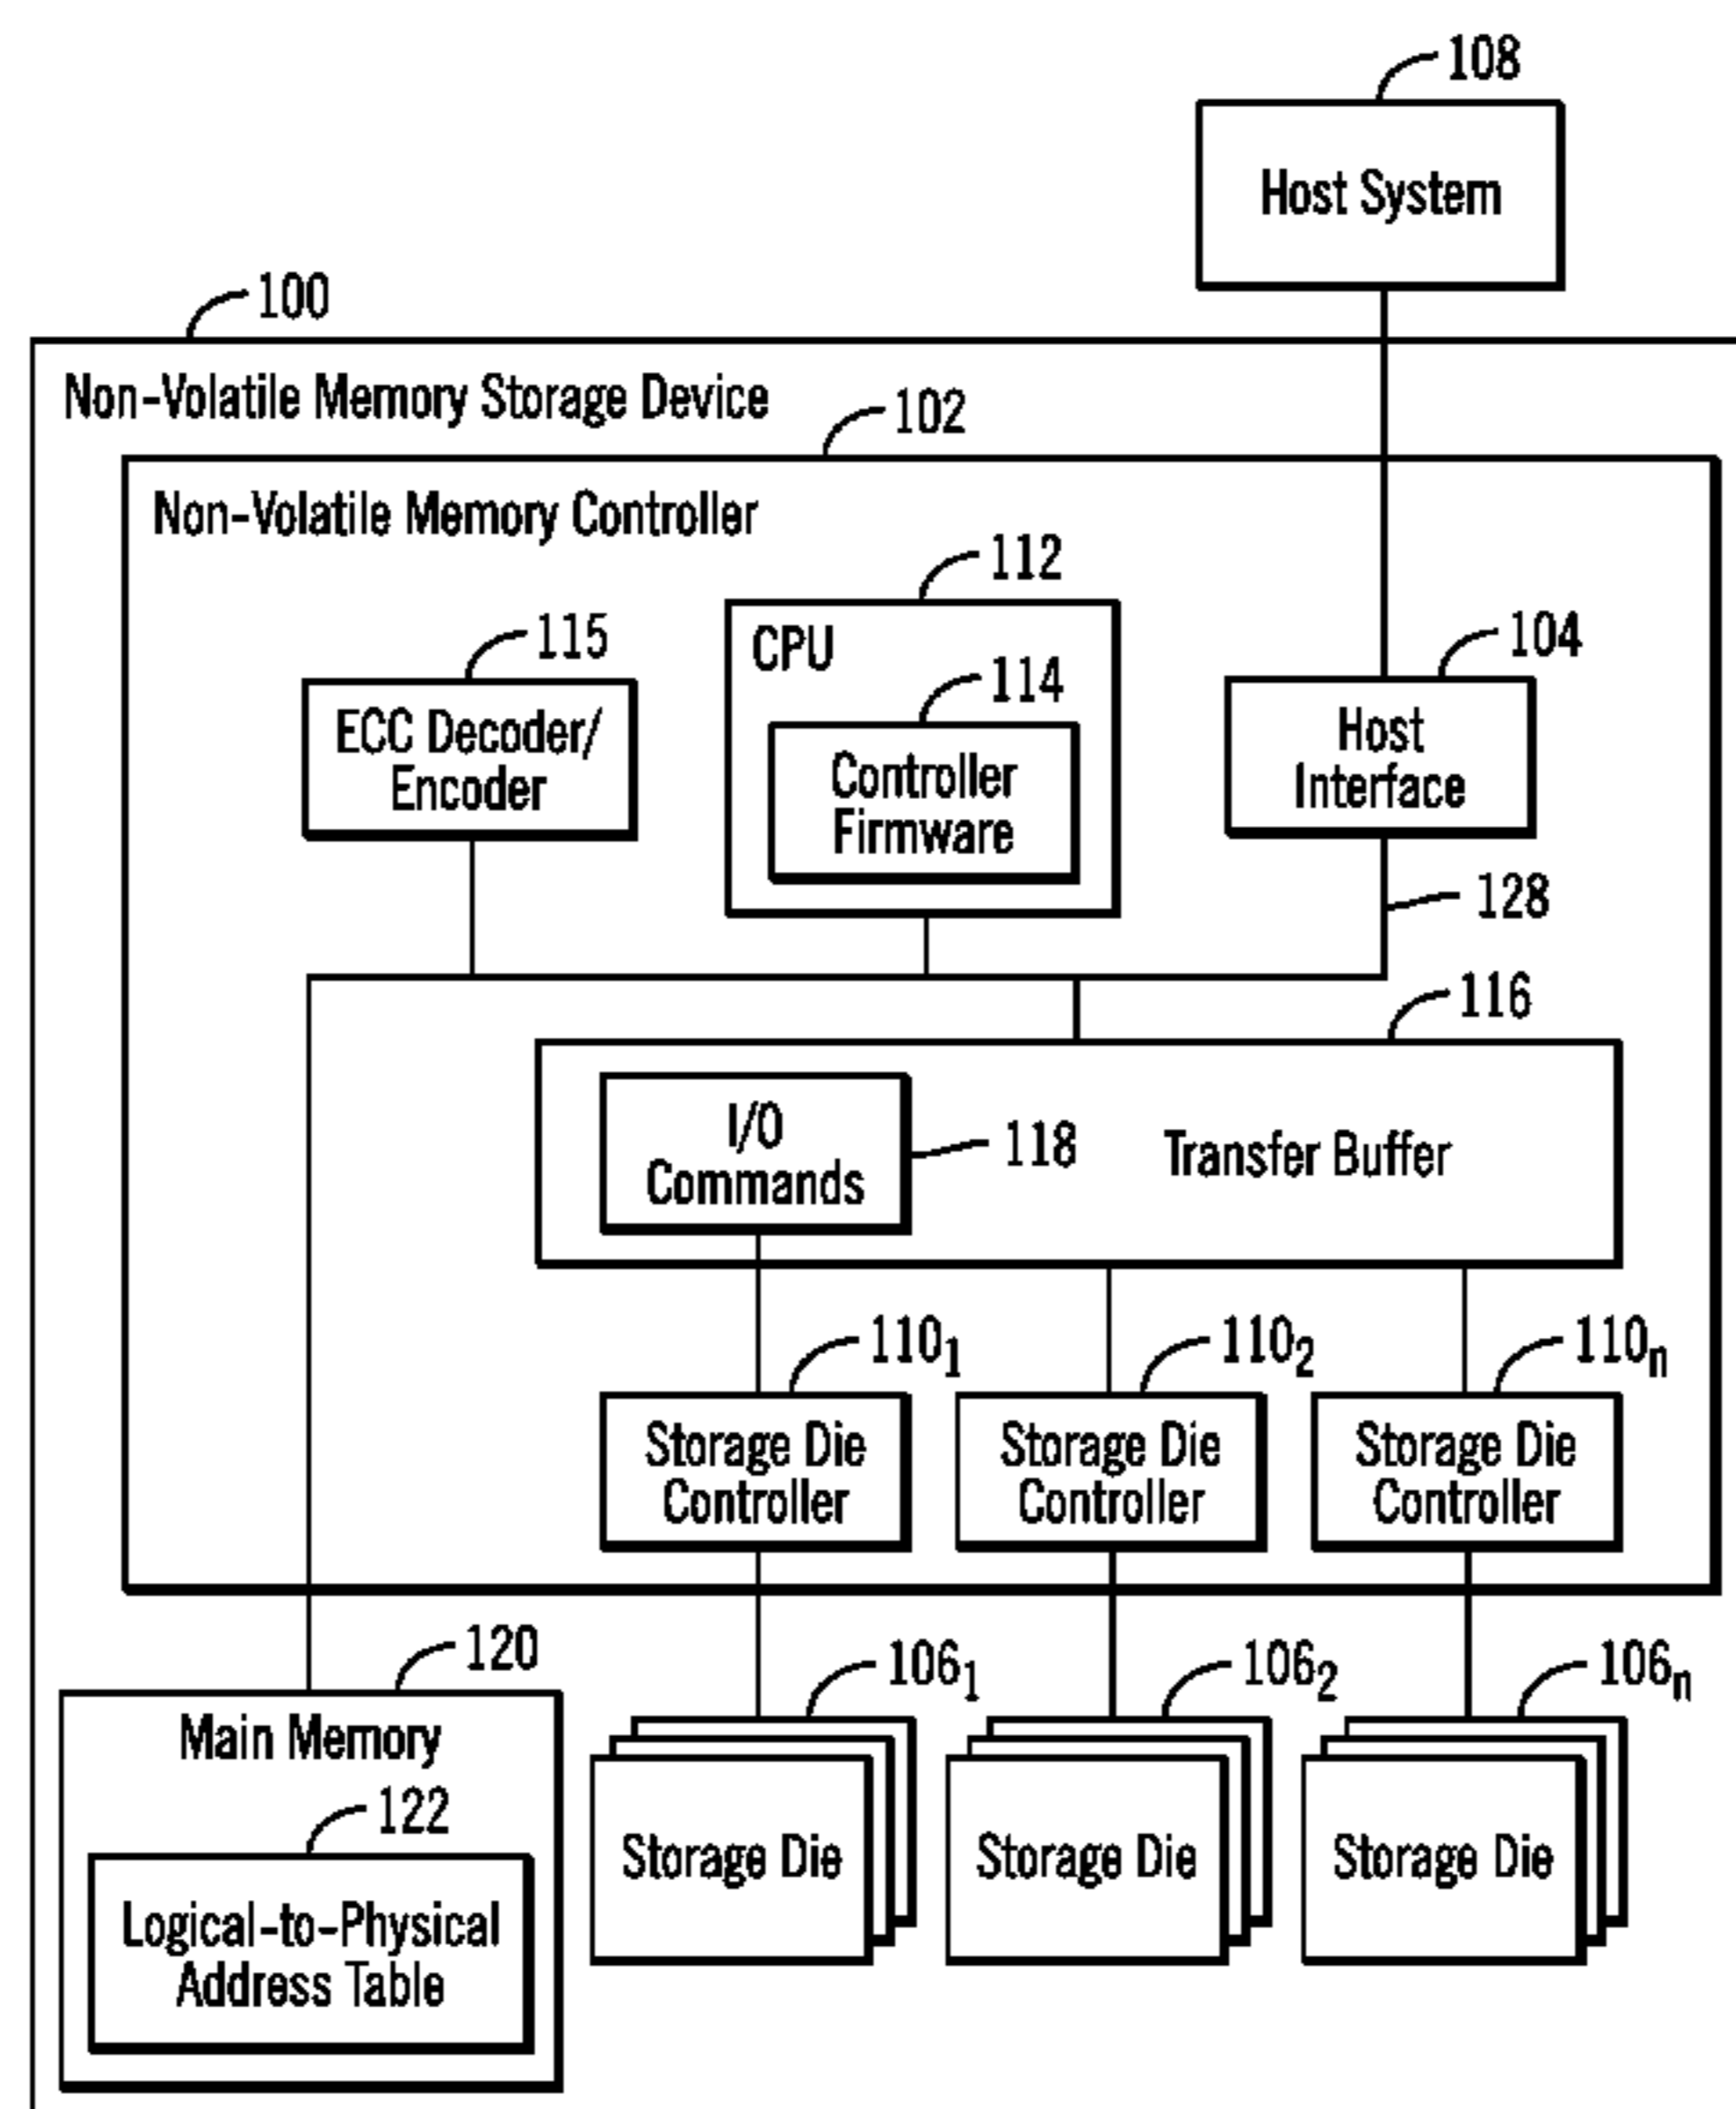 108
Host System
100
Non-Volatile Memory Storage Device
102
Non-Volatile Memory Controller
112
115
CPU
104
114
ECC Decoder/
Encoder
Controller
Firmware
Host
Interface
128
116
I/O
Commands
118
Transfer Buffer
110₁
110₂
110ₙ
Storage Die
Controller
Storage Die
Controller
Storage Die
Controller
120
106₁
106₂
106ₙ
Main Memory
122
Logical-to-Physical
Address Table
Storage Die
Storage Die
Storage Die